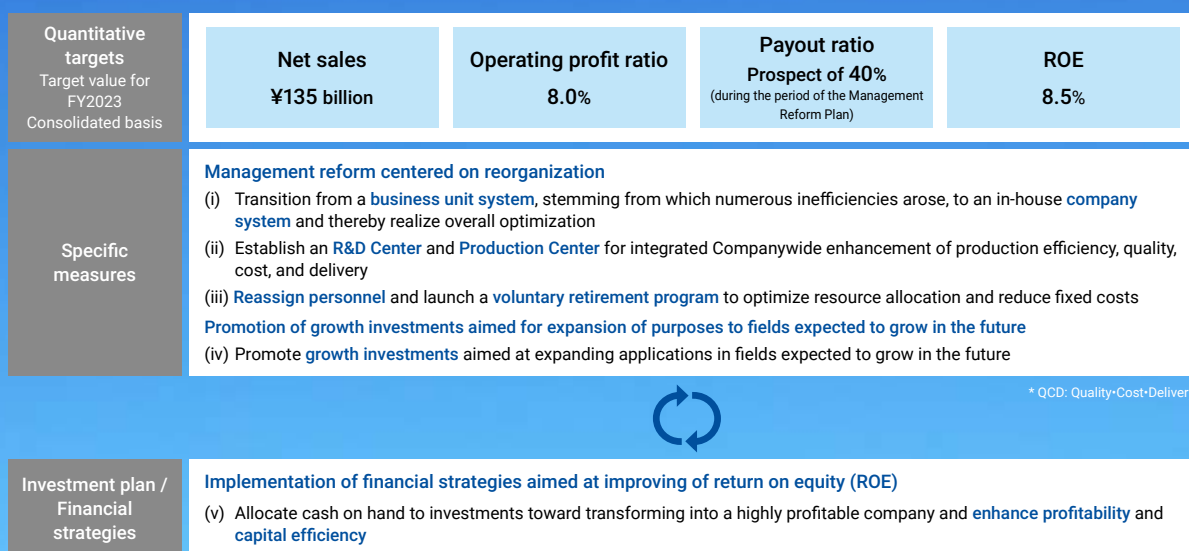 Quantitative
targets
Target value for
FY2023
Consolidated basis
Net sales
¥135 billion
Operating profit ratio
8.0%
Payout ratio
Prospect of 40%
(during the period of the Management
Reform Plan)
ROE
8.5%
Specific
measures
Management reform centered on reorganization
(i) Transition from a business unit system, stemming from which numerous inefficiencies arose, to an in-house company
system and thereby realize overall optimization
(ii) Establish an R&D Center and Production Center for integrated Companywide enhancement of production efficiency, quality,
cost, and delivery
(iii) Reassign personnel and launch a voluntary retirement program to optimize resource allocation and reduce fixed costs
Promotion of growth investments aimed for expansion of purposes to fields expected to grow in the future
(iv) Promote growth investments aimed at expanding applications in fields expected to grow in the future
* QCD: Quality•Cost•Deliver
Investment plan /
Financial
strategies
Implementation of financial strategies aimed at improving of return on equity (ROE)
(v) Allocate cash on hand to investments toward transforming into a highly profitable company and enhance profitability and
capital efficiency